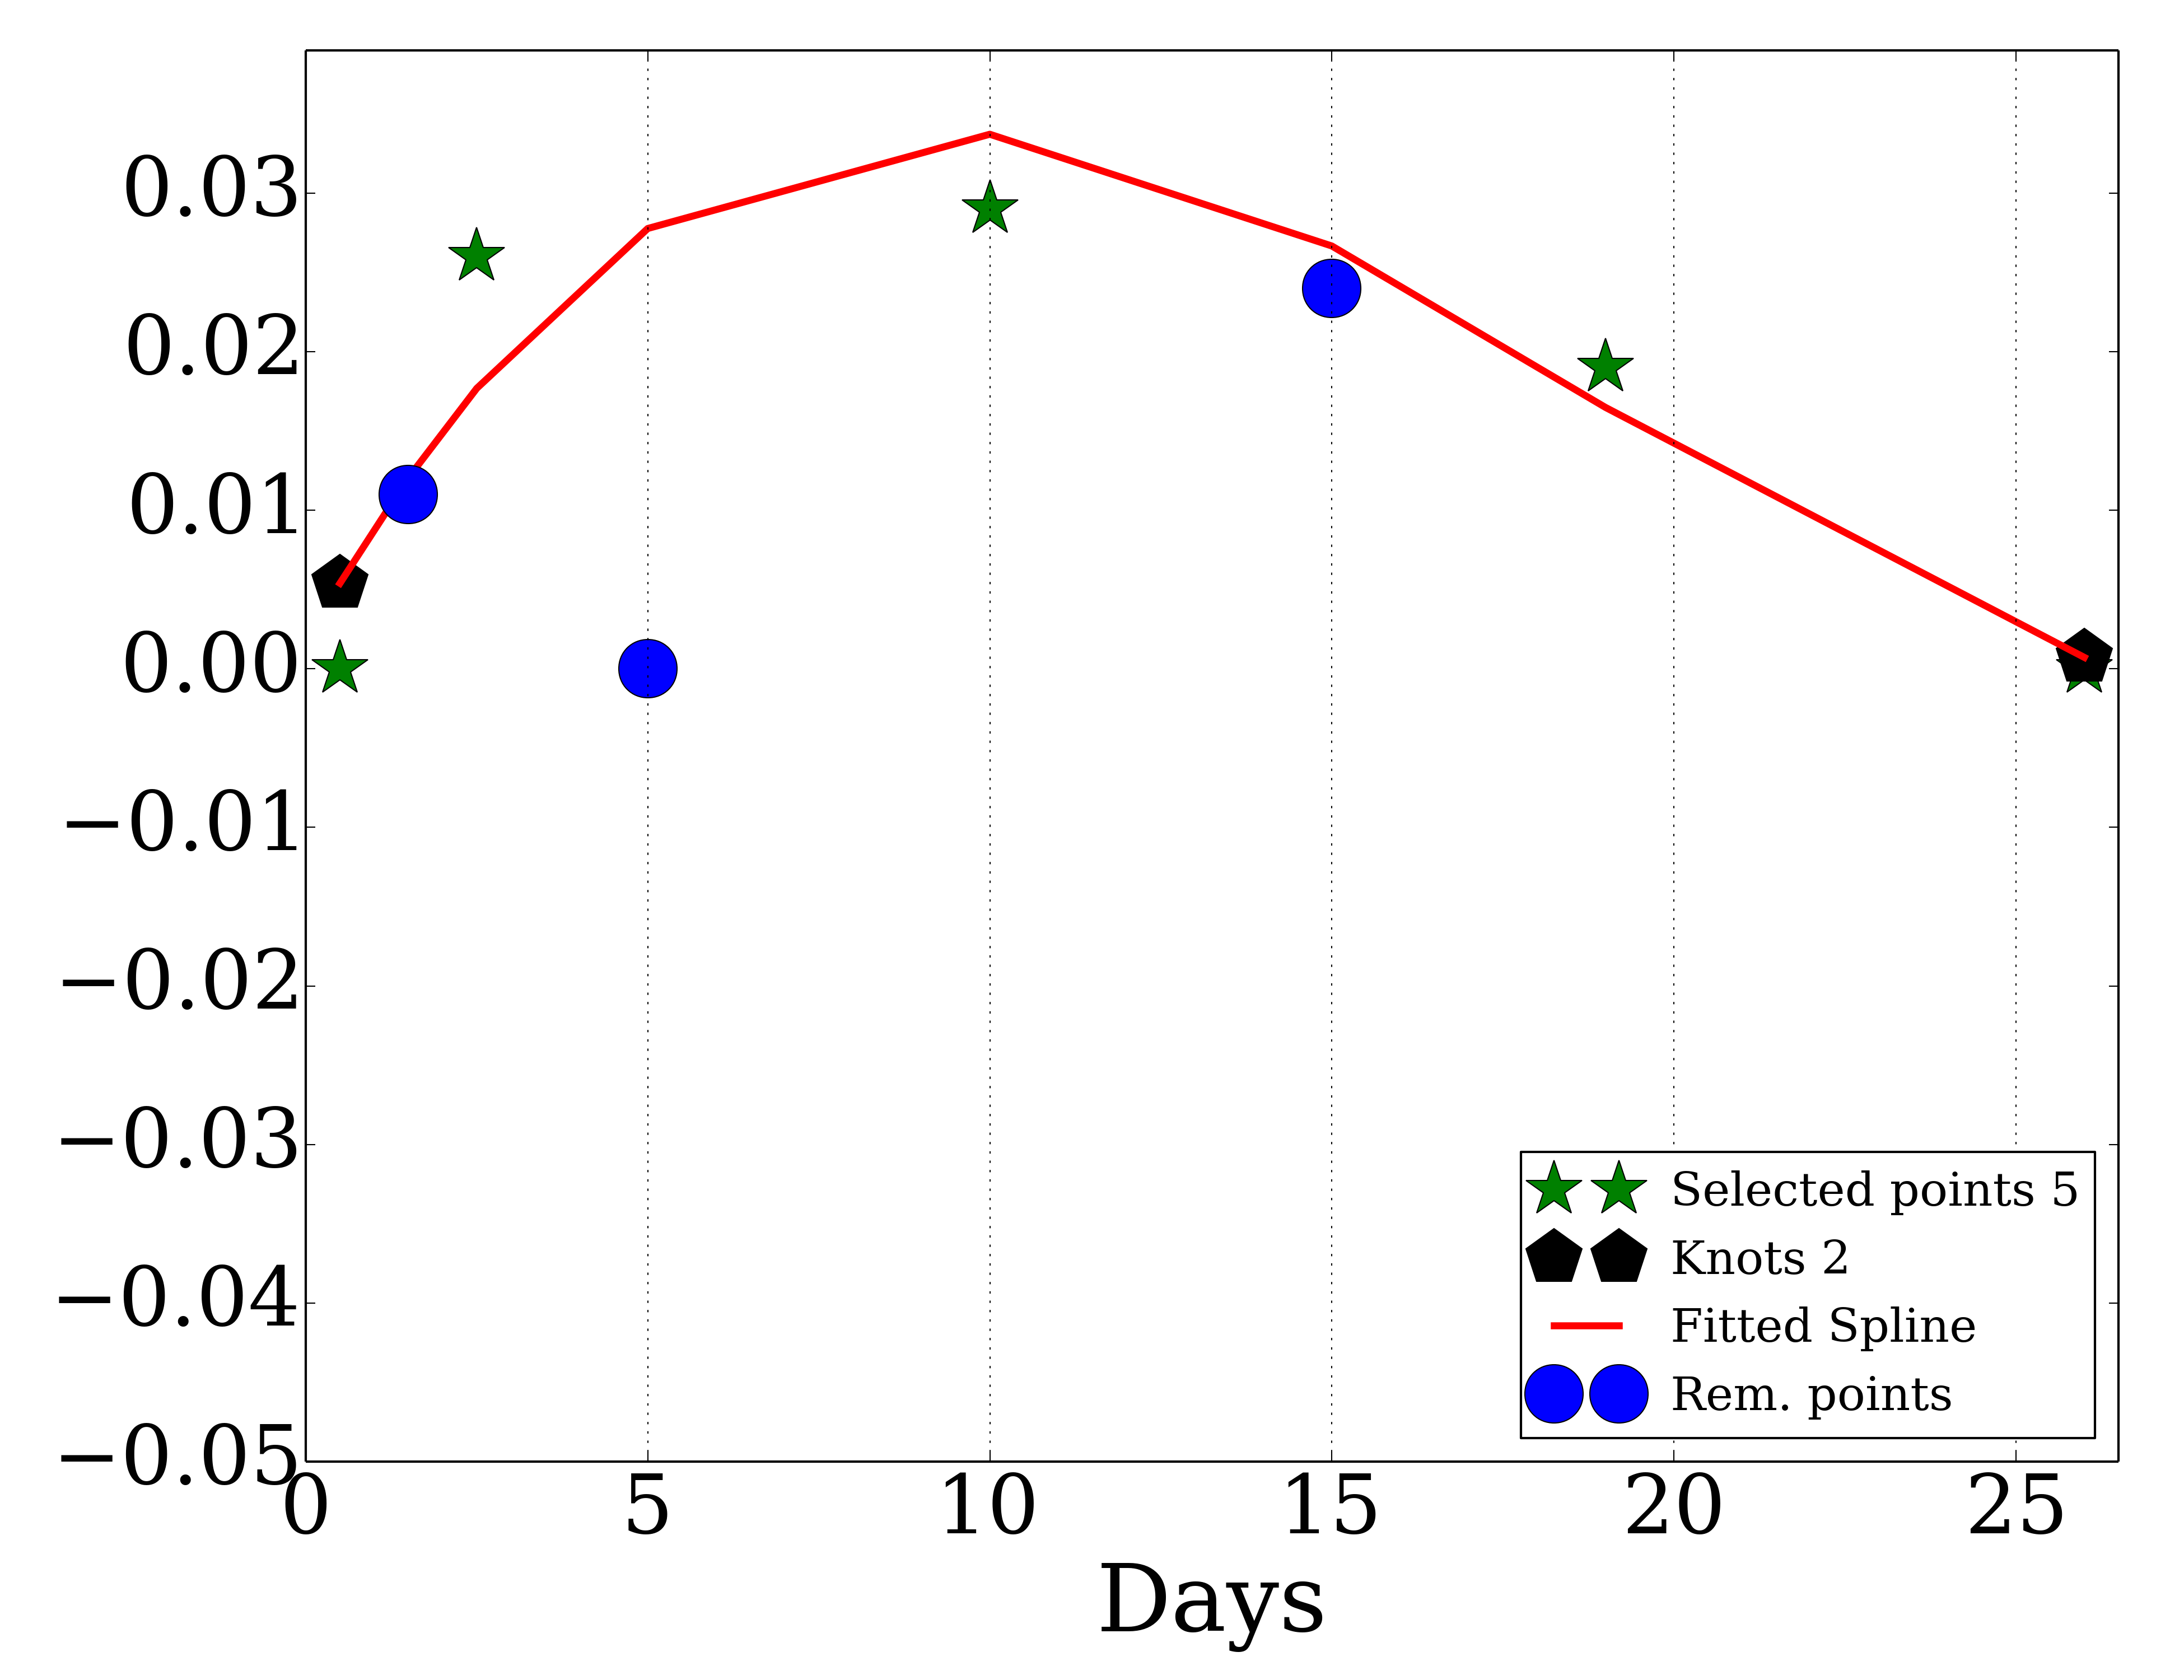 0.03
0.02
0.01
0.00
−0.01
−0.02
−0.03
−0.04
−0.05
0 5 10 15 20 25
Days
Selected points 5
Knots 2
Fitted Spline
Rem. points